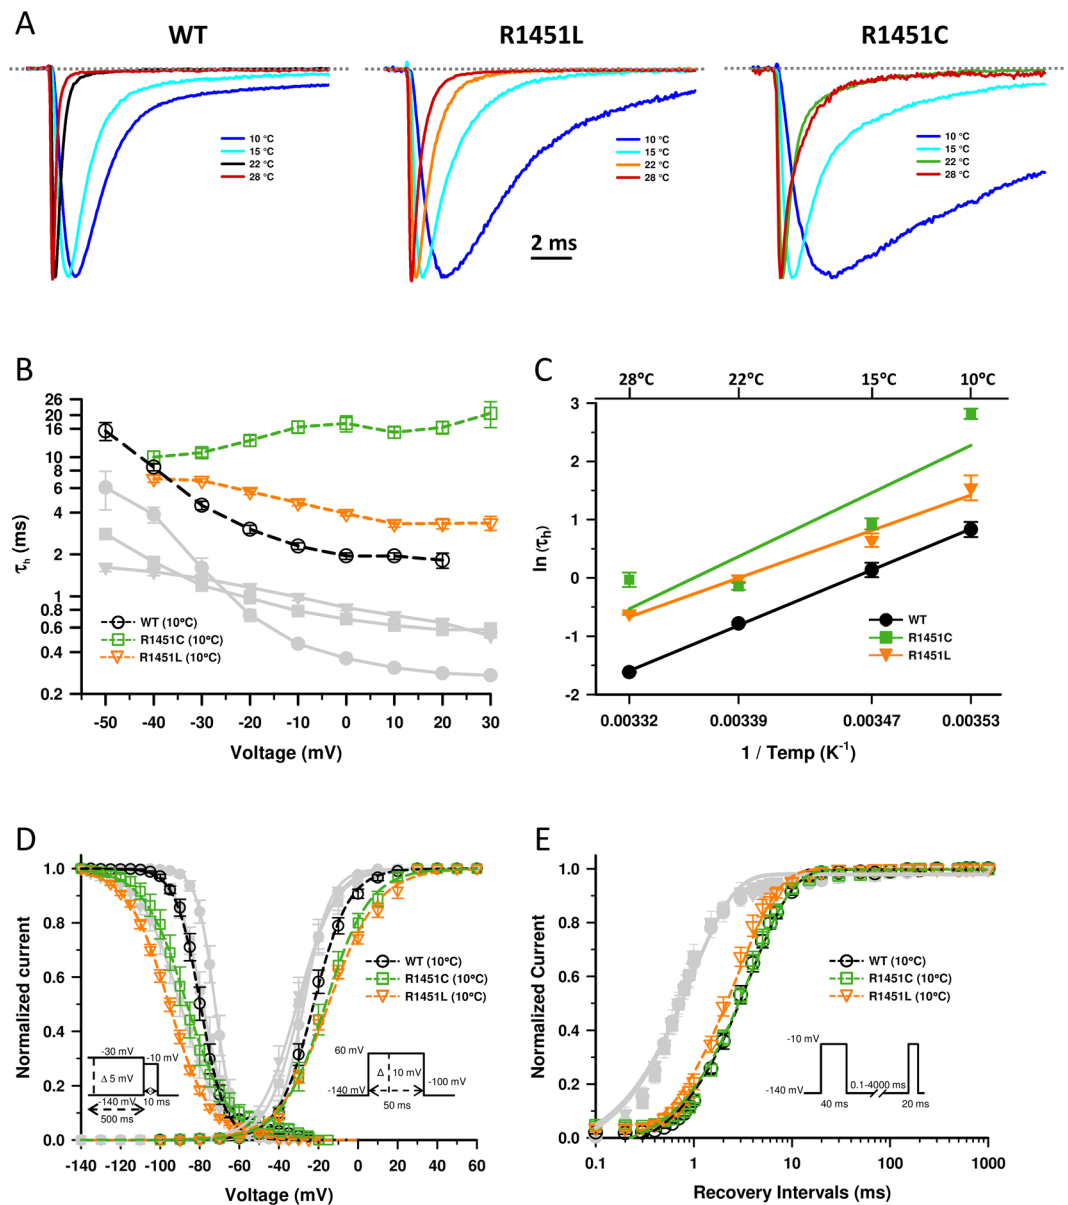 A
WT
R1451L
R1451C
10 °C
15 °C
22 °C
28 °C
10 °C
15 °C
22 °C
28 °C
10 °C
15 °C
22 °C
28 °C
2 ms
B
26
20
16
10
8
6
4
2
1
0.8
0.6
0.4
0.2
τh (ms)
WT (10ºC)
R1451C (10ºC)
R1451L (10ºC)
-50 -40 -30 -20 -10 0 10 20 30
Voltage (mV)
C
28ºC 22ºC 15ºC 10ºC
3
2
1
0
-1
-2
ln (τh)
WT
R1451C
R1451L
0.00332 0.00339 0.00347 0.00353
1 / Temp (K-1)
D
1.0
0.8
0.6
0.4
0.2
0.0
Normalized current
WT (10ºC)
R1451C (10ºC)
R1451L (10ºC)
-30 mV
-10 mV
Δ 5 mV
-140 mV
10 ms
500 ms
60 mV
Δ 10 mV
-140 mV
-100 mV
50 ms
-140 -120 -100 -80 -60 -40 -20 0 20 40 60
Voltage (mV)
E
1.0
0.8
0.6
0.4
0.2
0.0
Normalized Current
WT (10ºC)
R1451C (10ºC)
R1451L (10ºC)
-10 mV
-140mV
0.1-4000 ms
40 ms
20 ms
0.1 1 10 100 1000
Recovery Intervals (ms)